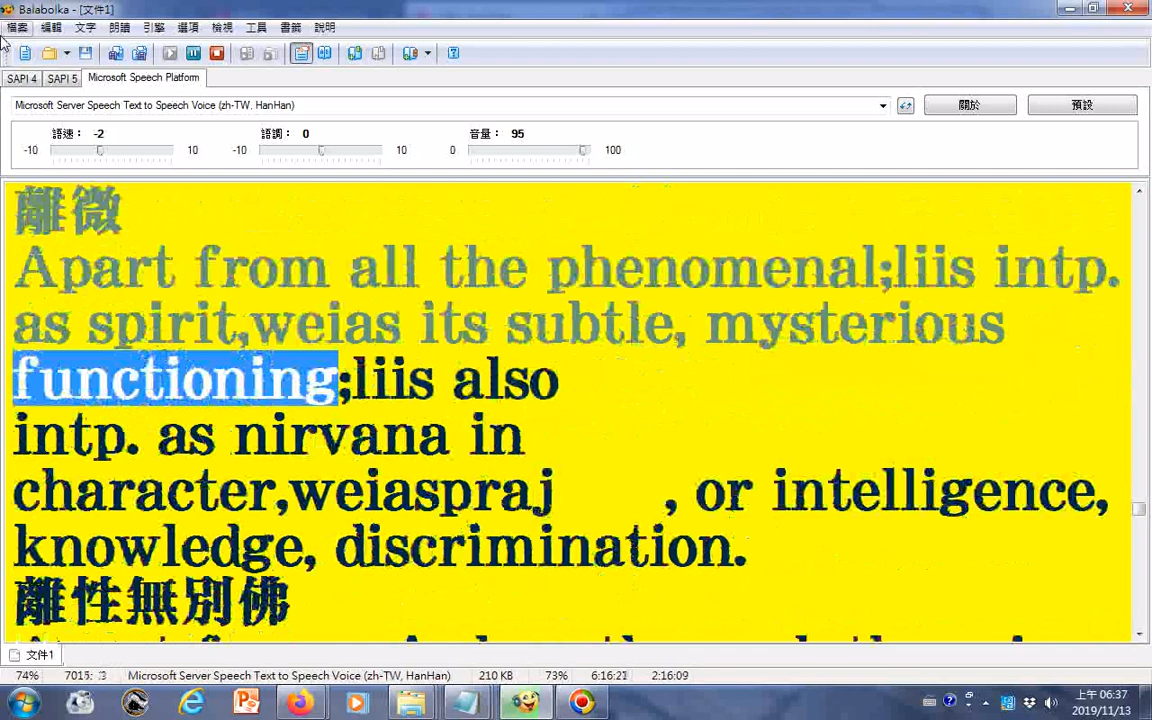 Balabolka - [文件1]
檔案 編輯 文字 朗讀 引擎 選項 檢視 工具 書籤 說明
SAPI 4 SAPI 5 Microsoft Speech Platform
Microsoft Server Speech Text to Speech Voice (zh-TW, HanHan) 關於 預設
語速： -2 語調： 0 音量： 95
-10 10 -10 10 0 100
離微
Apart from all the phenomenal;liis intp.
as spirit,weias its subtle, mysterious
functioning;liis also
intp. as nirvana in
character,weiaspraj , or intelligence,
knowledge, discrimination.
離性無別佛
文件1
74% Microsoft Server Speech Text to Speech Voice (zh-TW, HanHan) 210 KB 73% 6:16:21 2:16:09
上午 06:37
2019/11/13